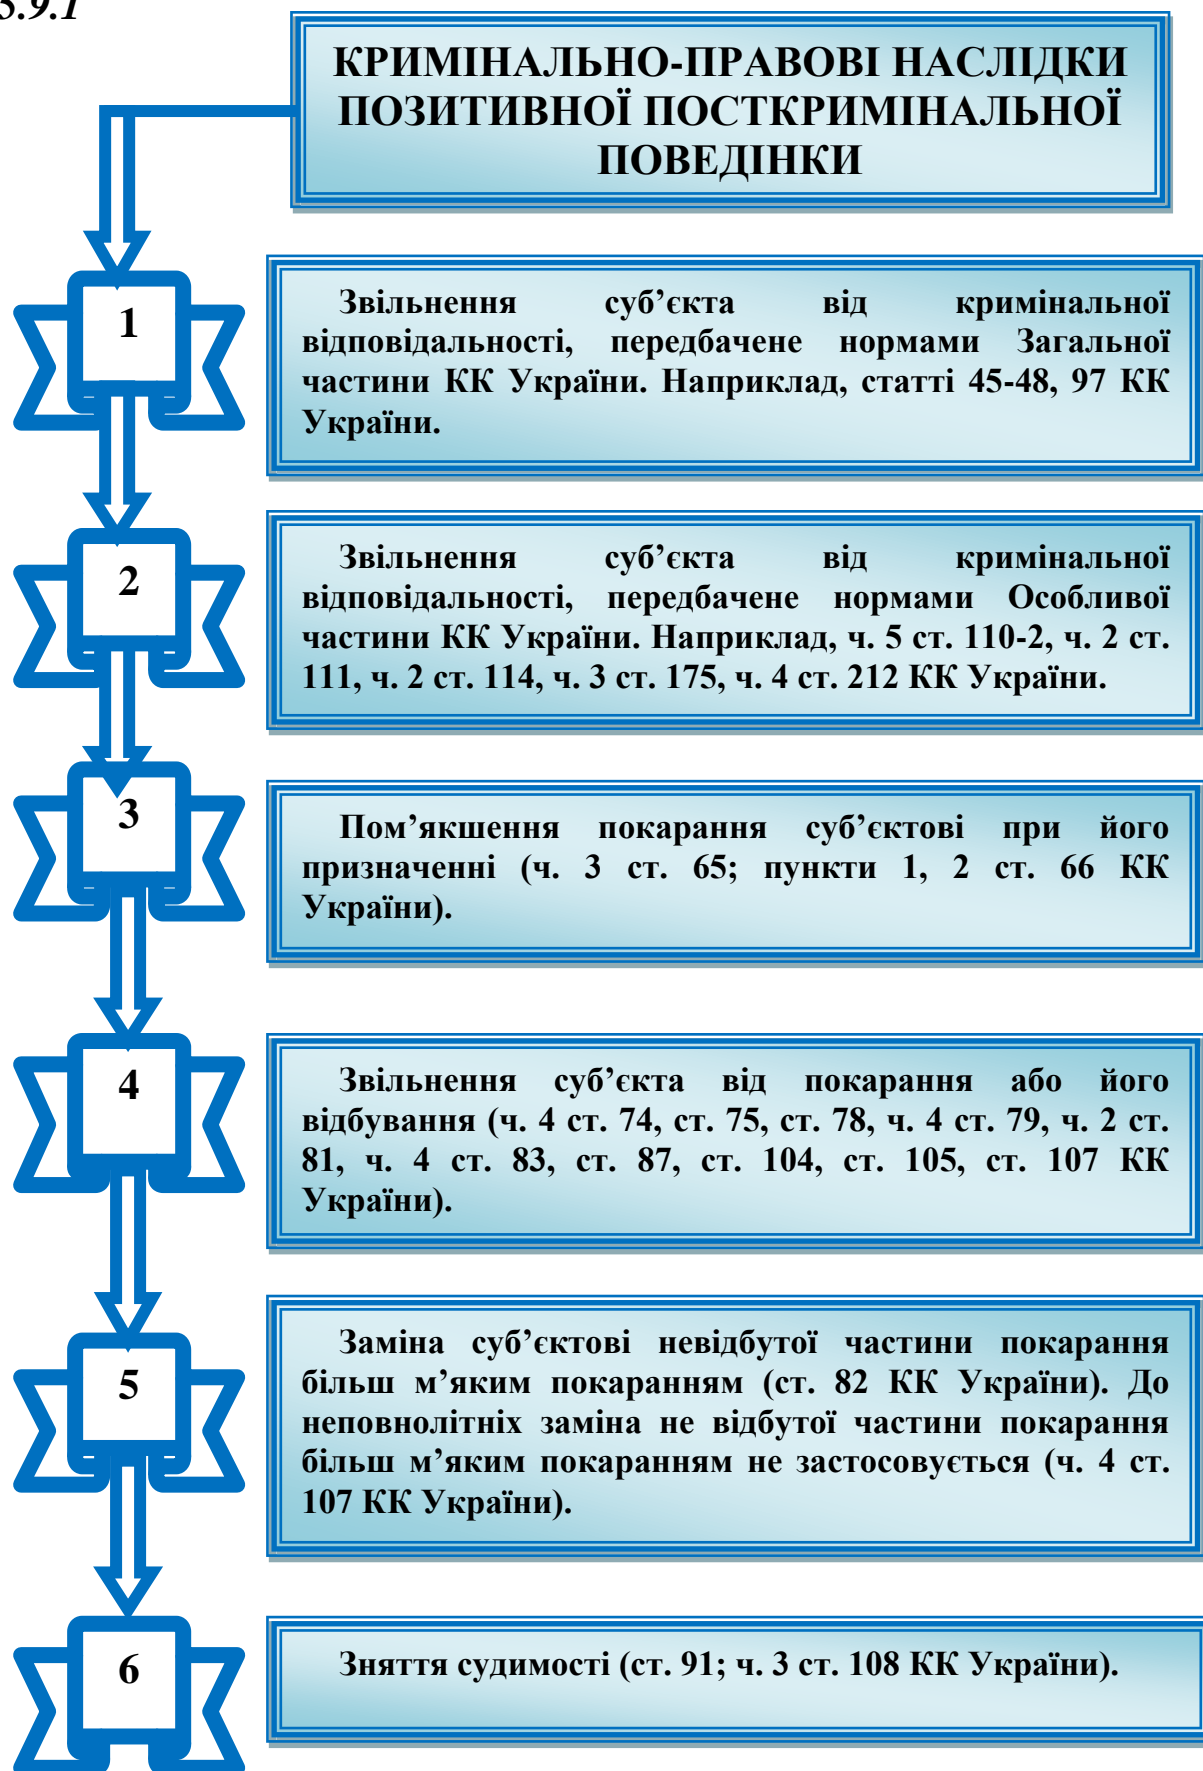 5.9.1
КРИМІНАЛЬНО-ПРАВОВІ НАСЛІДКИ
ПОЗИТИВНОЇ ПОСТКРИМІНАЛЬНОЇ
ПОВЕДІНКИ
1
Звільнення суб’єкта від кримінальної
відповідальності, передбачене нормами Загальної
частини КК України. Наприклад, статті 45-48, 97 КК
України.
2
Звільнення суб’єкта від кримінальної
відповідальності, передбачене нормами Особливої
частини КК України. Наприклад, ч. 5 ст. 110-2, ч. 2 ст.
111, ч. 2 ст. 114, ч. 3 ст. 175, ч. 4 ст. 212 КК України.
3
Пом’якшення покарання суб’єктові при його
призначенні (ч. 3 ст. 65; пункти 1, 2 ст. 66 КК
України).
4
Звільнення суб’єкта від покарання або його
відбування (ч. 4 ст. 74, ст. 75, ст. 78, ч. 4 ст. 79, ч. 2 ст.
81, ч. 4 ст. 83, ст. 87, ст. 104, ст. 105, ст. 107 КК
України).
5
Заміна суб’єктові невідбутої частини покарання
більш м’яким покаранням (ст. 82 КК України). До
неповнолітніх заміна не відбутої частини покарання
більш м’яким покаранням не застосовується (ч. 4 ст.
107 КК України).
6
Зняття судимості (ст. 91; ч. 3 ст. 108 КК України).